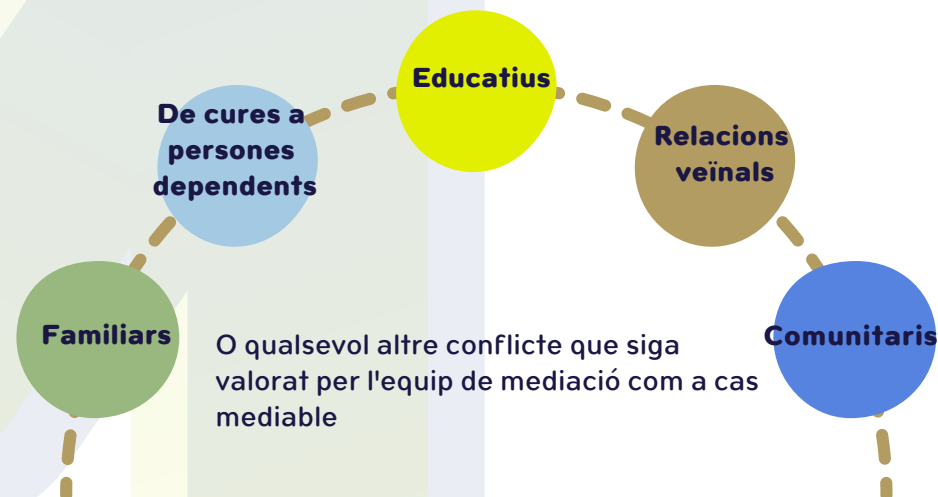 Educatius
De cures a
persones
dependents
Relacions
veïnals
Familiars
Comunitaris
O qualsevol altre conflicte que siga
valorat per l'equip de mediació com a cas
mediable